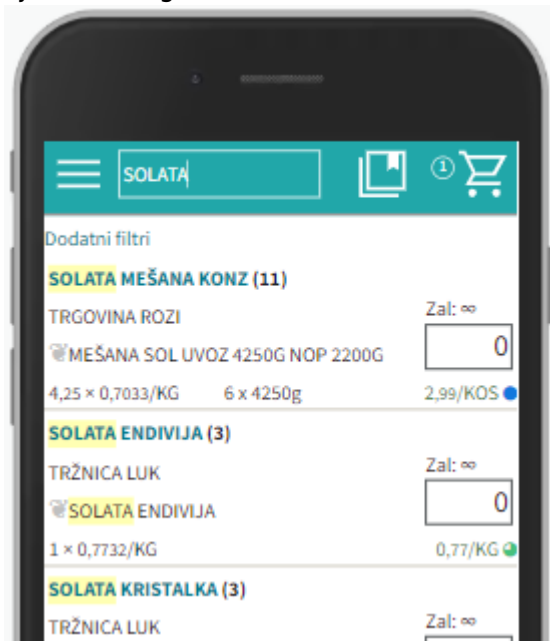 SOLATA
1
Dodatni filtri
SOLATA MEŠANA KONZ (11)
TRGOVINA ROZI
Zal: ∞
MEŠANA SOL UVOZ 4250G NOP 2200G
0
4,25 × 0,7033/KG 6 x 4250g 2,99/KOS
SOLATA ENDIVIJA (3)
TRŽNICA LUK
Zal: ∞
SOLATA ENDIVIJA
0
1 × 0,7732/KG 0,77/KG
SOLATA KRISTALKA (3)
TRŽNICA LUK
Zal: ∞